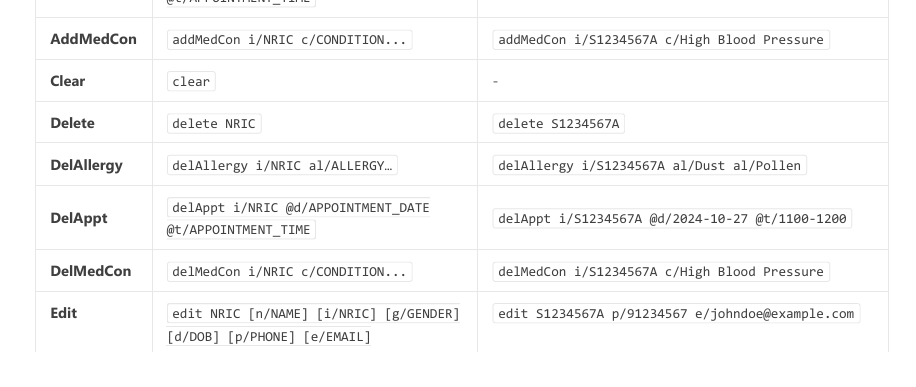 @t/APPOINTMENT_TIME
AddMedCon addMedCon i/NRIC c/CONDITION... addMedCon i/S1234567A c/High Blood Pressure
Clear clear -
Delete delete NRIC delete S1234567A
DelAllergy delAllergy i/NRIC al/ALLERGY… delAllergy i/S1234567A al/Dust al/Pollen
DelAppt delAppt i/NRIC @d/APPOINTMENT_DATE
@t/APPOINTMENT_TIME delAppt i/S1234567A @d/2024-10-27 @t/1100-1200
DelMedCon delMedCon i/NRIC c/CONDITION... delMedCon i/S1234567A c/High Blood Pressure
Edit edit NRIC [n/NAME] [i/NRIC] [g/GENDER] edit S1234567A p/91234567 e/johndoe@example.com
[d/DOB] [p/PHONE] [e/EMAIL]